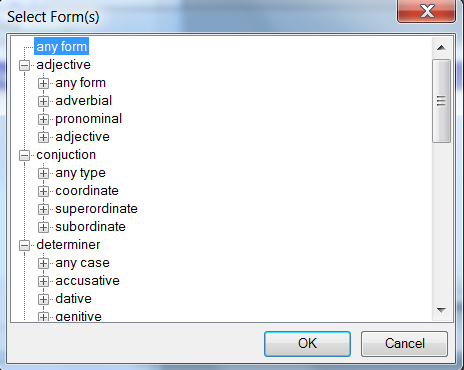 Select Form(s)
any form
adjective
any form
adverbial
pronominal
adjective
conjuction
any type
coordinate
superordinate
subordinate
determiner
any case
accusative
dative
genitive
OK Cancel